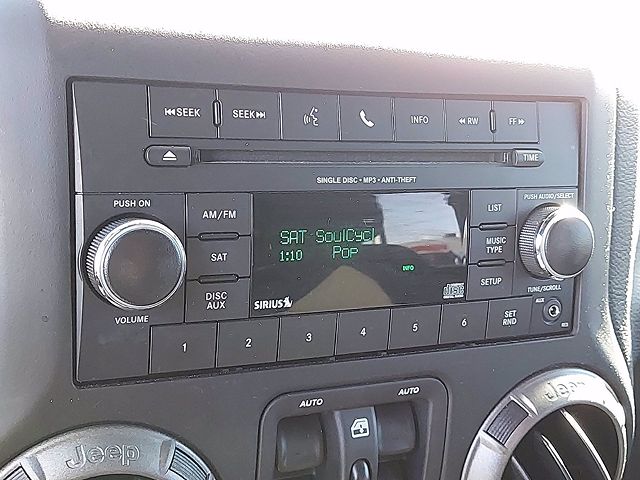 ⏮SEEK SEEK⏭ INFO ◀◀ RW FF ▶▶
TIME
SINGLE DISC • MP3 • ANTI-THEFT
PUSH ON
PUSH AUDIO/SELECT
AM/FM
LIST
SAT SoulCycl
SAT
MUSIC
TYPE
1:10 Pop
INFO
DISC
AUX
SETUP
SIRIUS
disc
VOLUME
TUNE/SCROLL
1 2 3 4 5 6
SET
RND
AUX
AUTO AUTO
Jeep Jeep